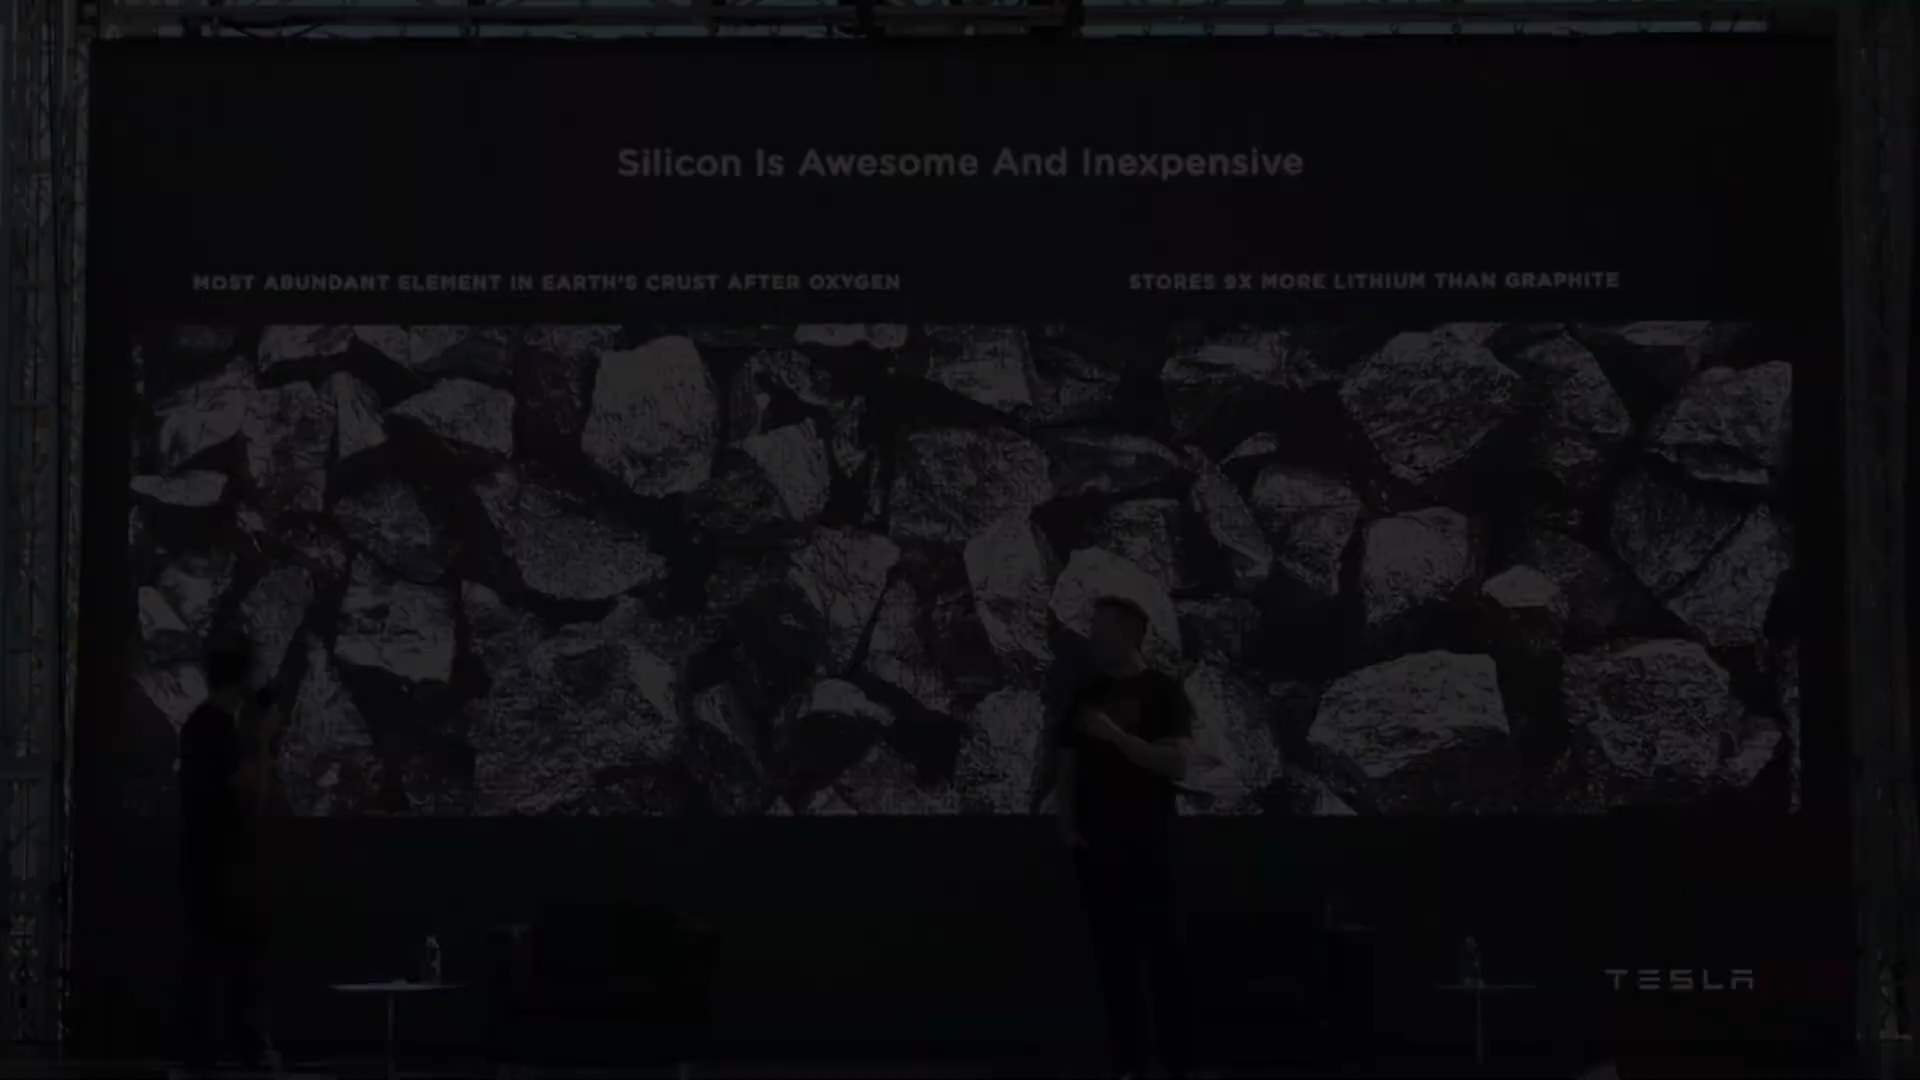 Silicon Is Awesome And Inexpensive
MOST ABUNDANT ELEMENT IN EARTH'S CRUST AFTER OXYGEN
STORES 9X MORE LITHIUM THAN GRAPHITE
TESLA